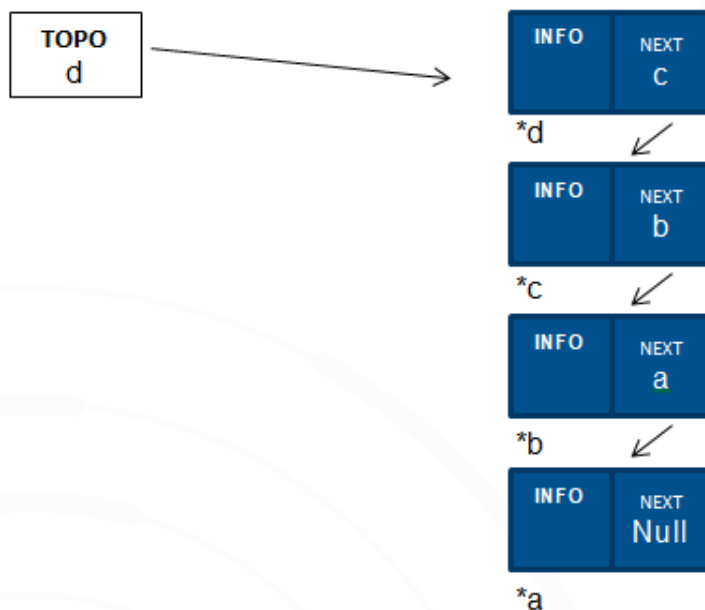 TOPO
d
INFO
NEXT
c
*d
INFO
NEXT
b
*c
INFO
NEXT
a
*b
INFO
NEXT
Null
*a